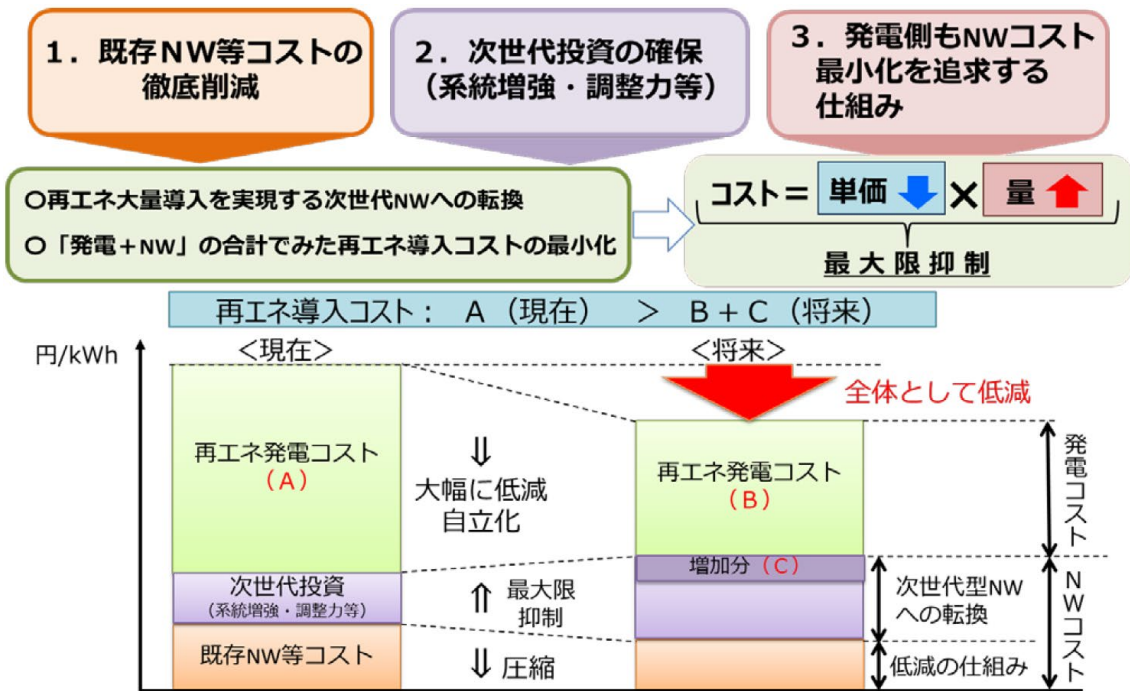 １．既存ＮＷ等コストの
徹底削減
２．次世代投資の確保
（系統増強・調整力等）
３．発電側もNWコスト
最小化を追求する
仕組み
〇再エネ大量導入を実現する次世代NWへの転換
〇「発電＋NW」の合計でみた再エネ導入コストの最小化
コスト＝ 単価 × 量
最大限抑制
再エネ導入コスト： Ａ（現在） ＞ Ｂ＋Ｃ（将来）
円/kWh
＜現在＞
＜将来＞
全体として低減
再エネ発電コスト
（Ａ）
⇓
大幅に低減
自立化
再エネ発電コスト
（Ｂ）
発電コスト
次世代投資
（系統増強・調整力等）
⇑ 最大限
抑制
増加分（Ｃ）
次世代型NW
への転換
ＮＷコスト
既存NW等コスト
⇓ 圧縮
低減の仕組み